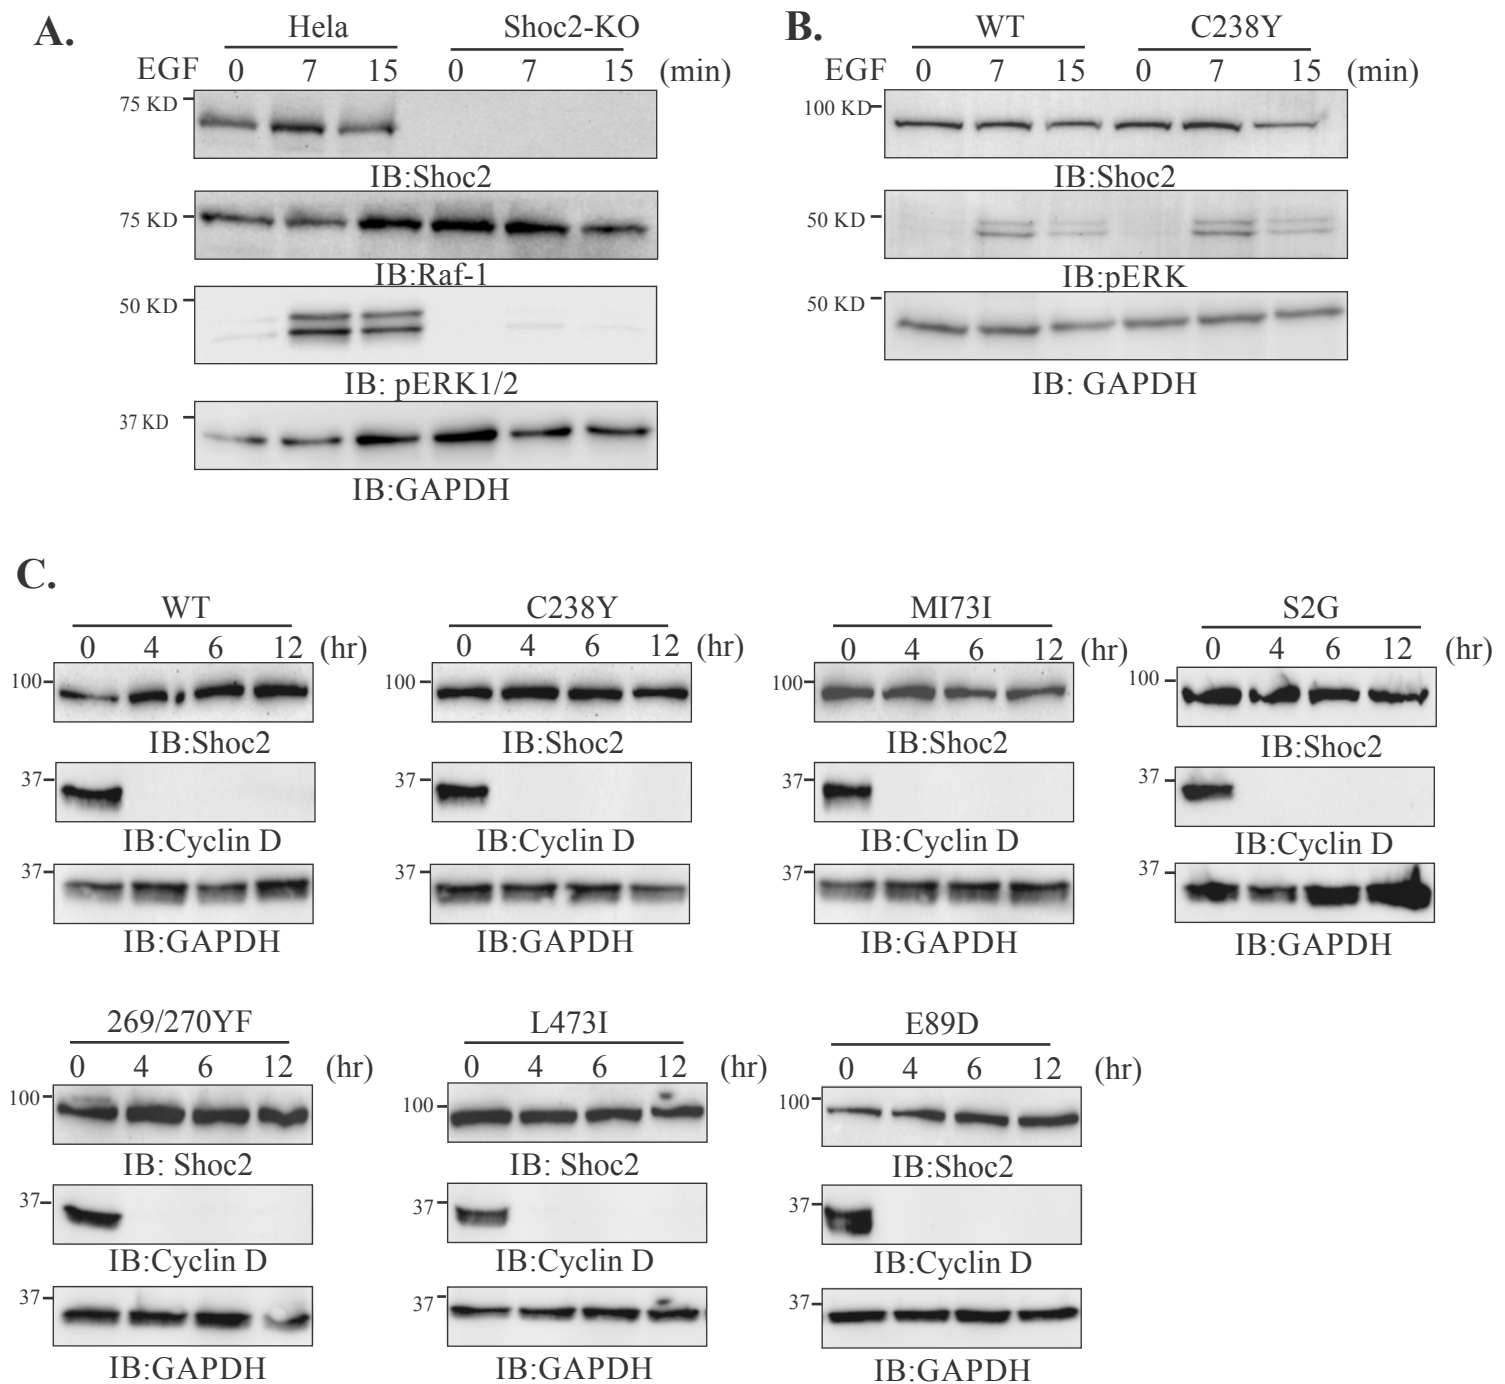 A.
Hela Shoc2-KO
EGF 0 7 15 0 7 15 (min)
75 KD
IB:Shoc2
75 KD
IB:Raf-1
50 KD
IB: pERK1/2
37 KD
IB:GAPDH
B.
WT C238Y
EGF 0 7 15 0 7 15 (min)
100 KD
IB:Shoc2
50 KD
IB:pERK
50 KD
IB: GAPDH
C.
WT
0 4 6 12 (hr)
100
IB:Shoc2
37
IB:Cyclin D
37
IB:GAPDH
C238Y
0 4 6 12 (hr)
100
IB:Shoc2
37
IB:Cyclin D
37
IB:GAPDH
MI73I
0 4 6 12 (hr)
100
IB:Shoc2
37
IB:Cyclin D
37
IB:GAPDH
S2G
0 4 6 12 (hr)
100
IB:Shoc2
37
IB:Cyclin D
37
IB:GAPDH
269/270YF
0 4 6 12 (hr)
100
IB: Shoc2
37
IB:Cyclin D
37
IB:GAPDH
L473I
0 4 6 12 (hr)
100
IB: Shoc2
37
IB:Cyclin D
37
IB:GAPDH
E89D
0 4 6 12 (hr)
100
IB:Shoc2
37
IB:Cyclin D
37
IB:GAPDH